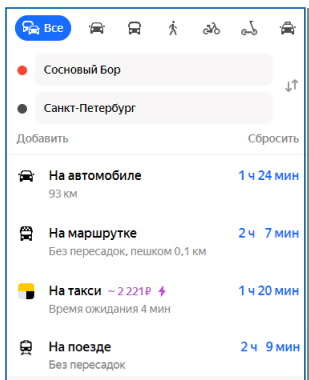 Все
Сосновый Бор
Санкт-Петербург
Добавить Сбросить
На автомобиле 1 ч 24 мин
93 км
На маршрутке 2 ч 7 мин
Без пересадок, пешком 0,1 км
На такси ~ 2 221₽ 1 ч 20 мин
Время ожидания 4 мин
На поезде 2 ч 9 мин
Без пересадок